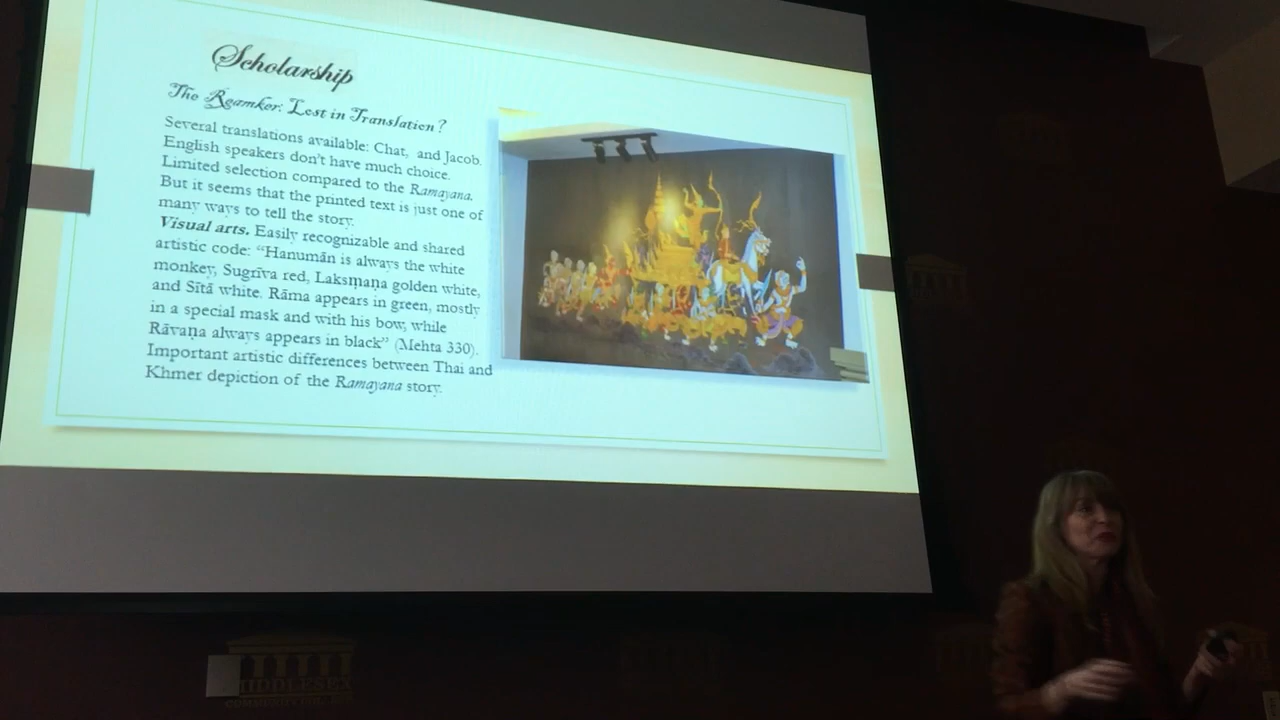 Scholarship
The Reamker: Lost in Translation?
Several translations available: Chat, and Jacob.
English speakers don't have much choice.
Limited selection compared to the Ramayana.
But it seems that the printed text is just one of
many ways to tell the story.
Visual arts. Easily recognizable and shared
artistic code: “Hanumān is always the white
monkey, Sugrīva red, Lakṣmaṇa golden white,
and Sītā white. Rāma appears in green, mostly
in a special mask and with his bow, while
Rāvaṇa always appears in black” (Mehta 330).
Important artistic differences between Thai and
Khmer depiction of the Ramayana story.
MIDDLESEX
COMMUNITY COLLEGE